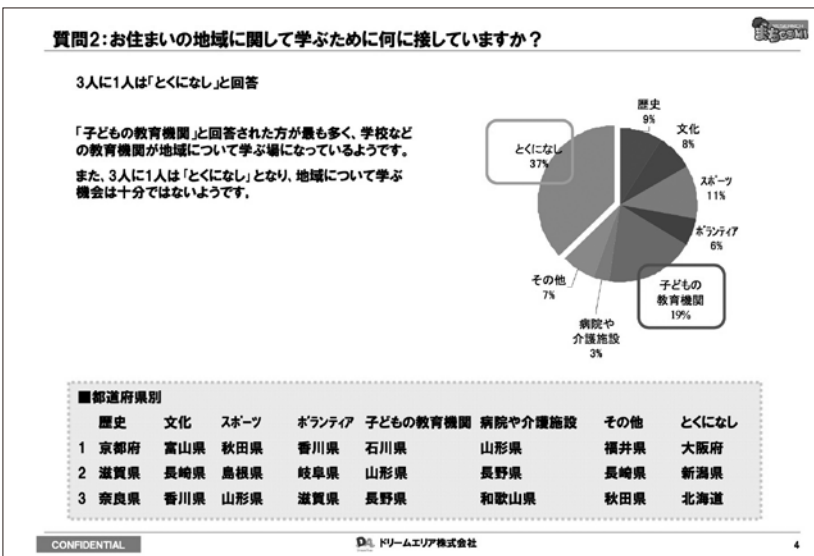 質問2：お住まいの地域に関して学ぶために何に接していますか？
3人に1人は「とくになし」と回答
「子どもの教育機関」と回答された方が最も多く、学校など
の教育機関が地域について学ぶ場になっているようです。
また、3人に1人は「とくになし」となり、地域について学ぶ
機会は十分ではないようです。
歴史
9%
文化
8%
スポーツ
11%
ボランティア
6%
子どもの
教育機関
19%
病院や
介護施設
3%
その他
7%
とくになし
37%
■都道府県別
歴史 文化 スポーツ ボランティア 子どもの教育機関 病院や介護施設 その他 とくになし
1 京都府 富山県 秋田県 香川県 石川県 山形県 福井県 大阪府
2 滋賀県 長崎県 島根県 岐阜県 山形県 長野県 長崎県 新潟県
3 奈良県 香川県 山形県 滋賀県 長野県 和歌山県 秋田県 北海道
CONFIDENTIAL
ドリームエリア株式会社
4